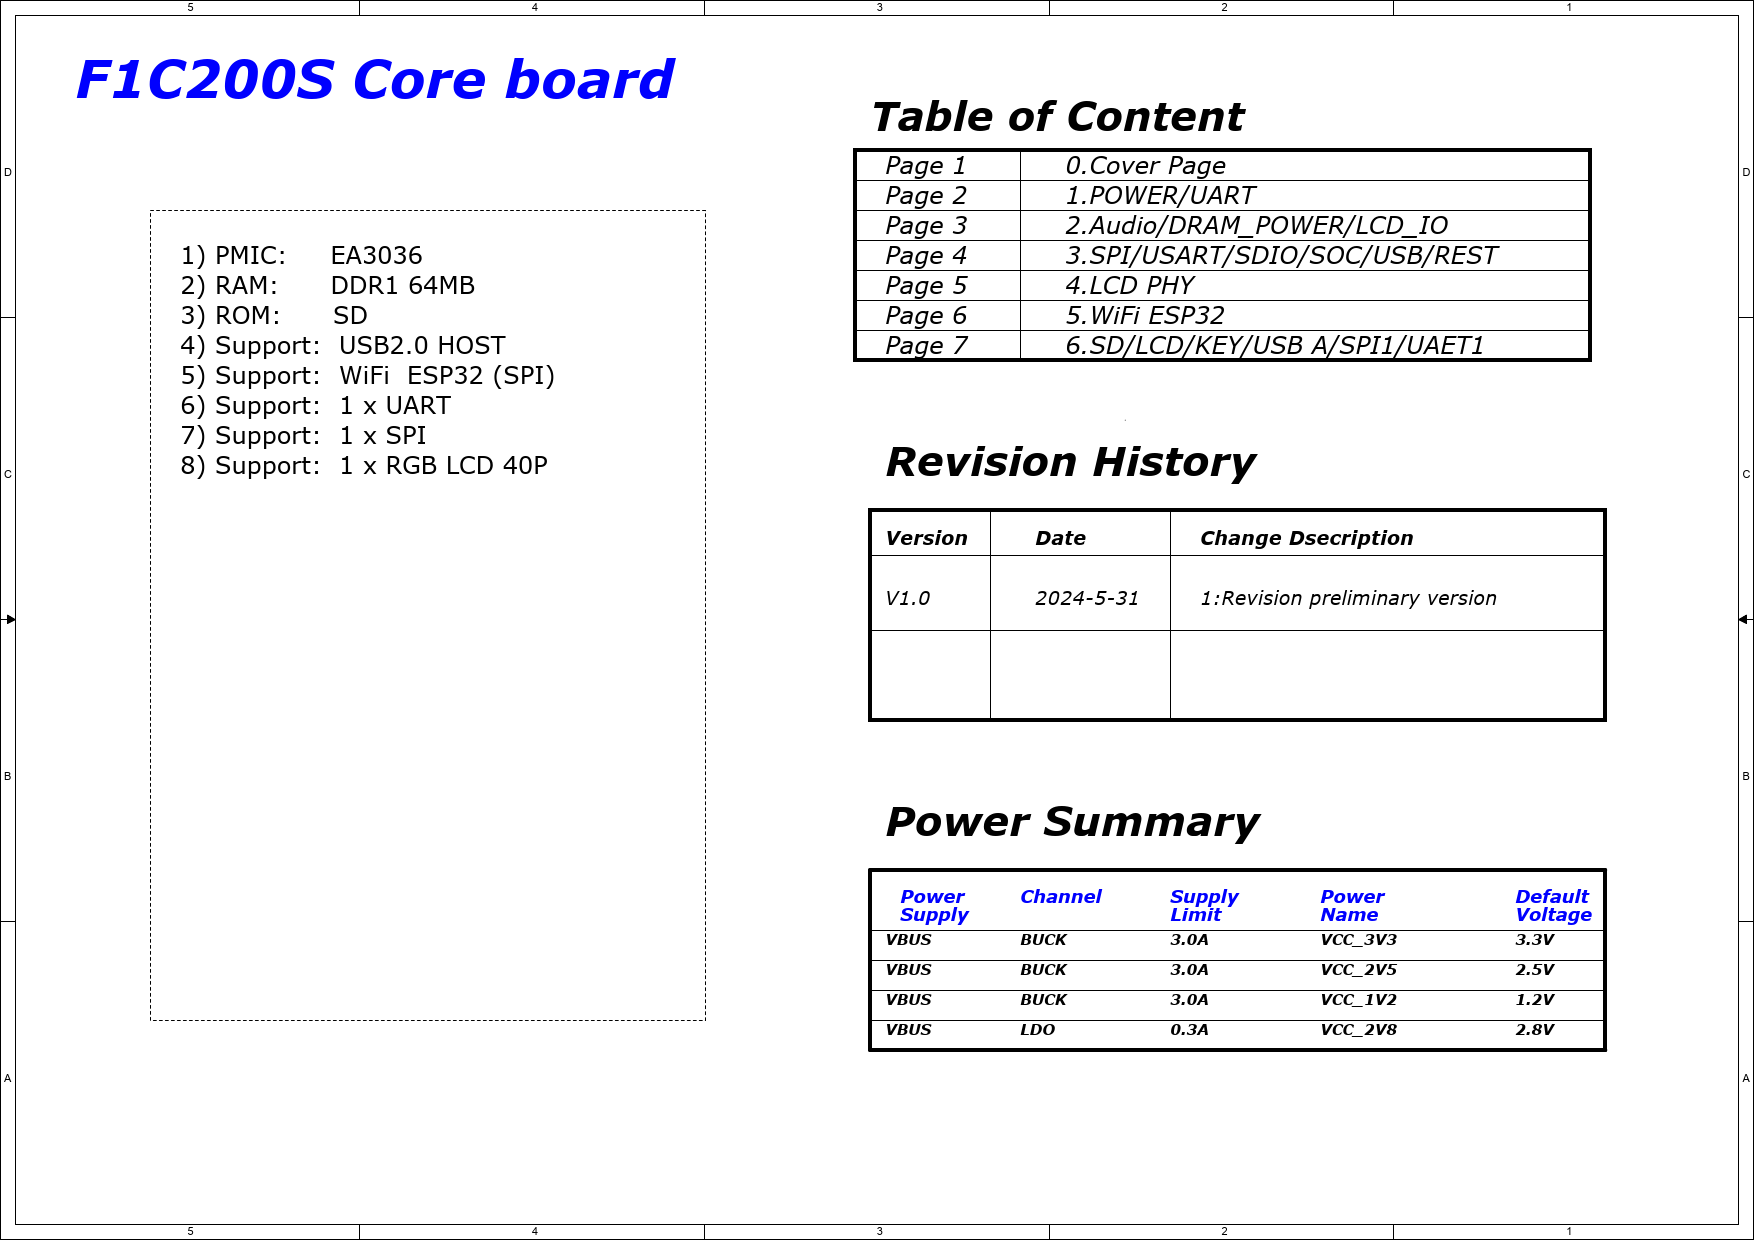 5 4 3 2 1
F1C200S Core board
1) PMIC: EA3036
2) RAM: DDR1 64MB
3) ROM: SD
4) Support: USB2.0 HOST
5) Support: WiFi ESP32 (SPI)
6) Support: 1 x UART
7) Support: 1 x SPI
8) Support: 1 x RGB LCD 40P
Table of Content
Page 1 0.Cover Page
Page 2 1.POWER/UART
Page 3 2.Audio/DRAM_POWER/LCD_IO
Page 4 3.SPI/USART/SDIO/SOC/USB/REST
Page 5 4.LCD PHY
Page 6 5.WiFi ESP32
Page 7 6.SD/LCD/KEY/USB A/SPI1/UAET1
Revision History
Version Date Change Dsecription
V1.0 2024-5-31 1:Revision preliminary version
Power Summary
Power Supply Channel Supply Limit Power Name Default Voltage
VBUS BUCK 3.0A VCC_3V3 3.3V
VBUS BUCK 3.0A VCC_2V5 2.5V
VBUS BUCK 3.0A VCC_1V2 1.2V
VBUS LDO 0.3A VCC_2V8 2.8V
D D
C C
B B
A A
5 4 3 2 1